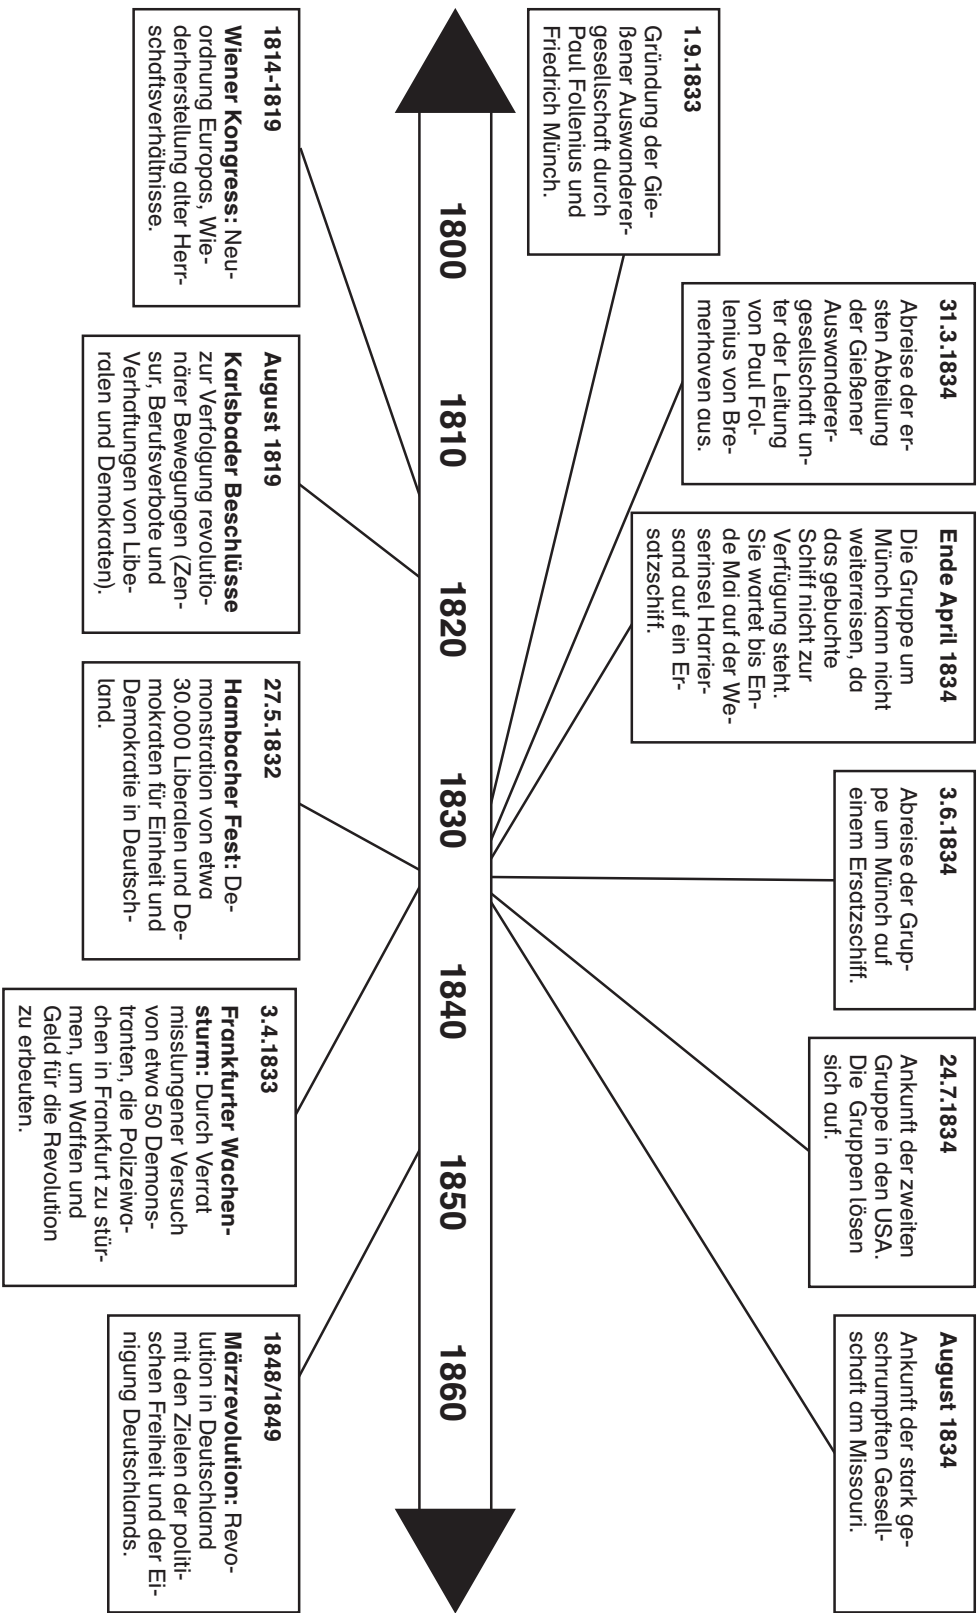 1.9.1833
Gründung der Gie-
ßener Auswanderer-
gesellschaft durch
Paul Follenius und
Friedrich Münch.
31.3.1834
Abreise der er-
sten Abteilung
der Gießener
Auswanderer-
gesellschaft un-
ter der Leitung
von Paul Fol-
lenius von Bre-
merhaven aus.
Ende April 1834
Die Gruppe um
Münch kann nicht
weiterreisen, da
das gebuchte
Schiff nicht zur
Verfügung steht.
Sie wartet bis En-
de Mai auf der We-
serinsel Harrier-
sand auf ein Er-
satzschiff.
3.6.1834
Abreise der Grup-
pe um Münch auf
einem Ersatzschiff.
24.7.1834
Ankunft der zweiten
Gruppe in den USA.
Die Gruppen lösen
sich auf.
August 1834
Ankunft der stark ge-
schrumpften Gesell-
schaft am Missouri.
1800 1810 1820 1830 1840 1850 1860
1814-1819
Wiener Kongress: Neu-
ordnung Europas, Wie-
derherstellung alter Herr-
schaftsverhältnisse.
August 1819
Karlsbader Beschlüsse
zur Verfolgung revolutio-
närer Bewegungen (Zen-
sur, Berufsverbote und
Verhaftungen von Libe-
ralen und Demokraten).
27.5.1832
Hambacher Fest: De-
monstration von etwa
30.000 Liberalen und De-
mokraten für Einheit und
Demokratie in Deutsch-
land.
3.4.1833
Frankfurter Wachen-
sturm: Durch Verrat
misslungener Versuch
von etwa 50 Demons-
tranten, die Polizeiwa-
chen in Frankfurt zu stür-
men, um Waffen und
Geld für die Revolution
zu erbeuten.
1848/1849
Märzrevolution: Revo-
lution in Deutschland
mit den Zielen der politi-
schen Freiheit und der Ei-
nigung Deutschlands.